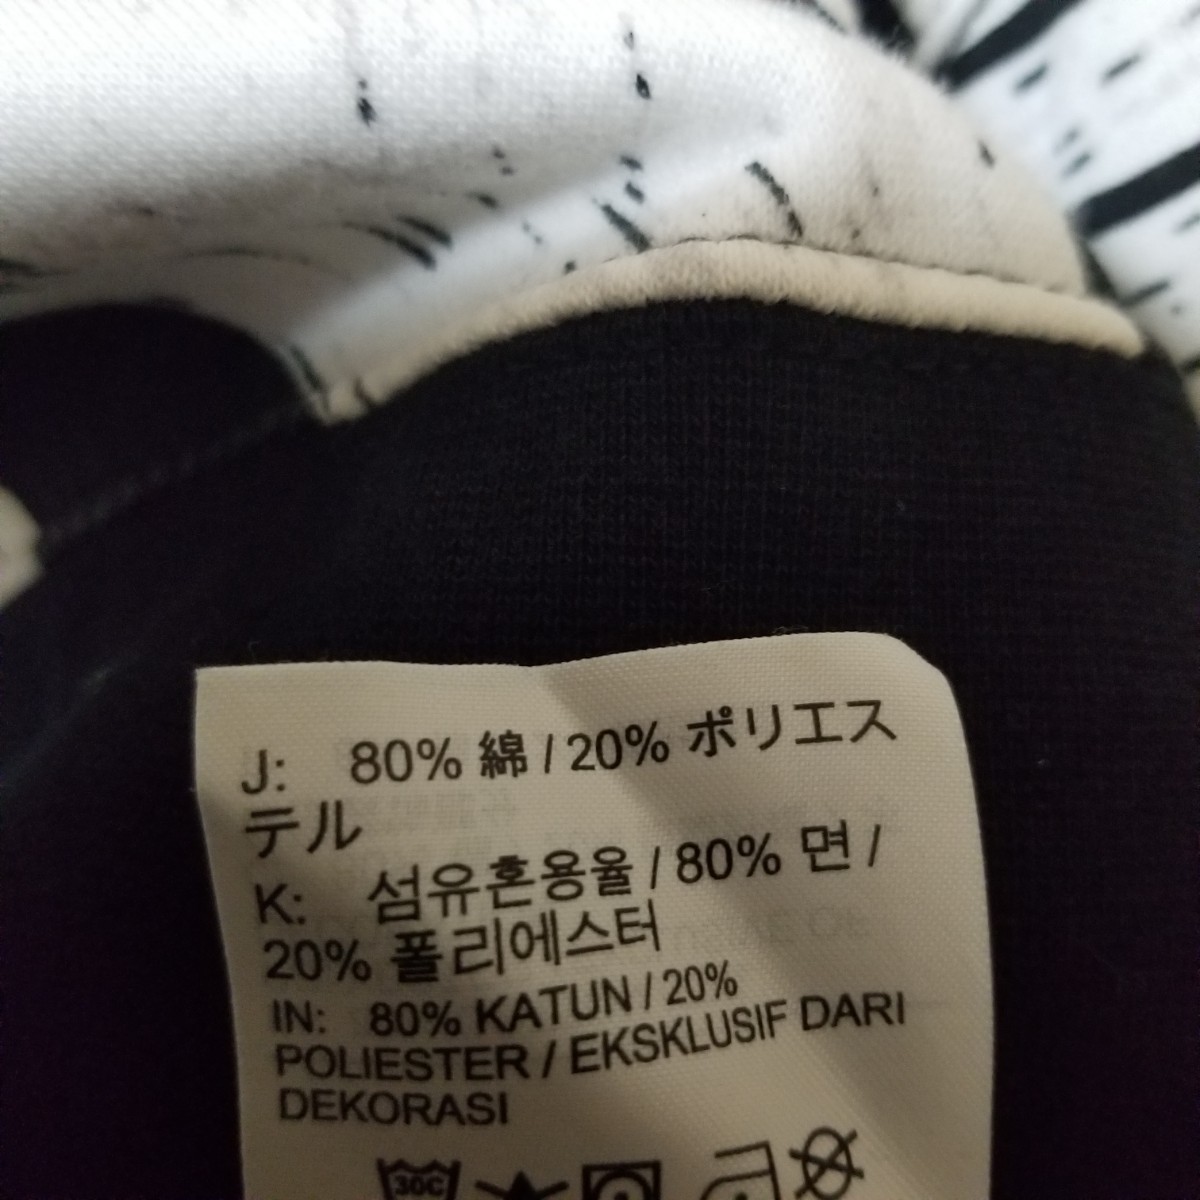 J: 80% 綿 / 20% ポリエス
テル
K: 섬유혼용율 / 80% 면 /
20% 폴리에스터
IN: 80% KATUN / 20%
POLIESTER / EKSKLUSIF DARI
DEKORASI
30C